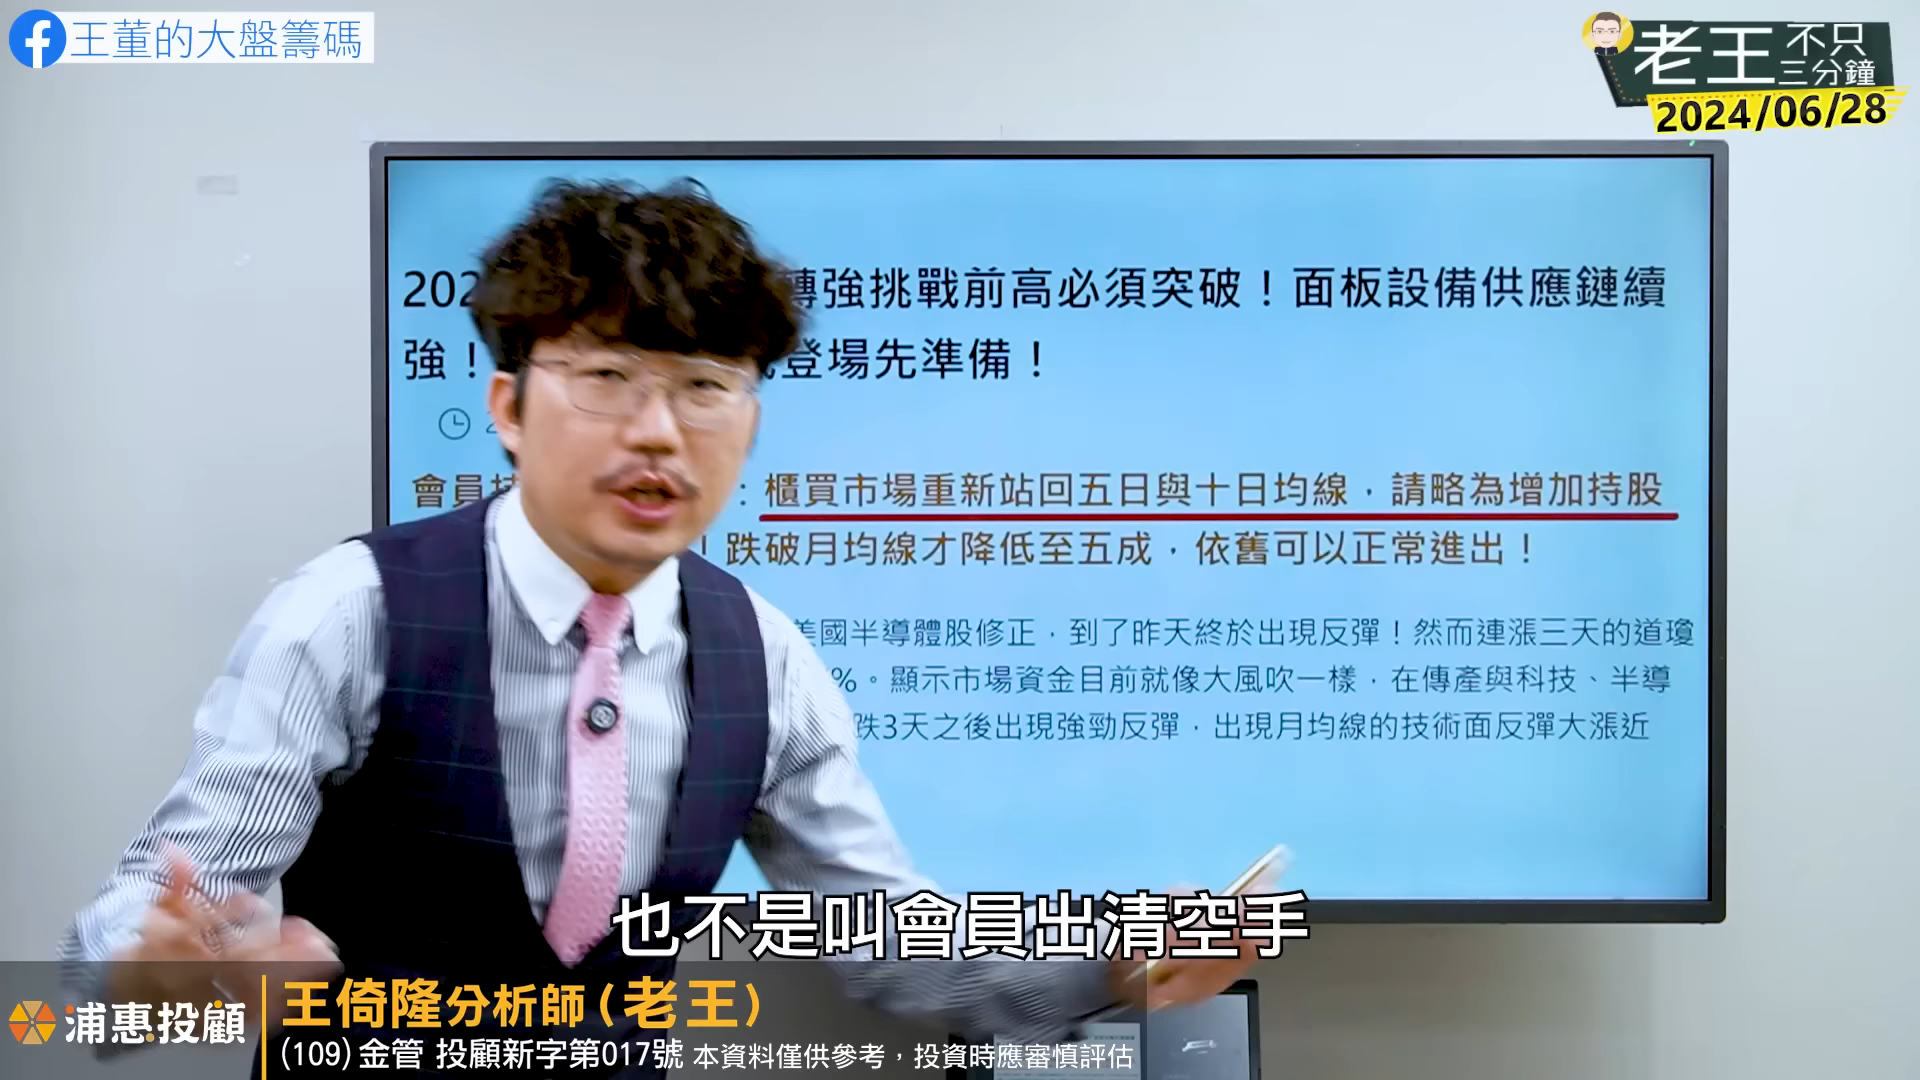 王董的大盤籌碼
老王不只三分鐘
2024/06/28
202 轉強挑戰前高必須突破！面板設備供應鏈續
強！ 登場先準備！
會員持 ：櫃買市場重新站回五日與十日均線，請略為增加持股
！跌破月均線才降低至五成，依舊可以正常進出！
美國半導體股修正，到了昨天終於出現反彈！然而連漲三天的道瓊
%。顯示市場資金目前就像大風吹一樣，在傳產與科技、半導
跌3天之後出現強勁反彈，出現月均線的技術面反彈大漲近
也不是叫會員出清空手
浦惠投顧
王倚隆分析師(老王)
(109)金管 投顧新字第017號 本資料僅供參考，投資時應審慎評估